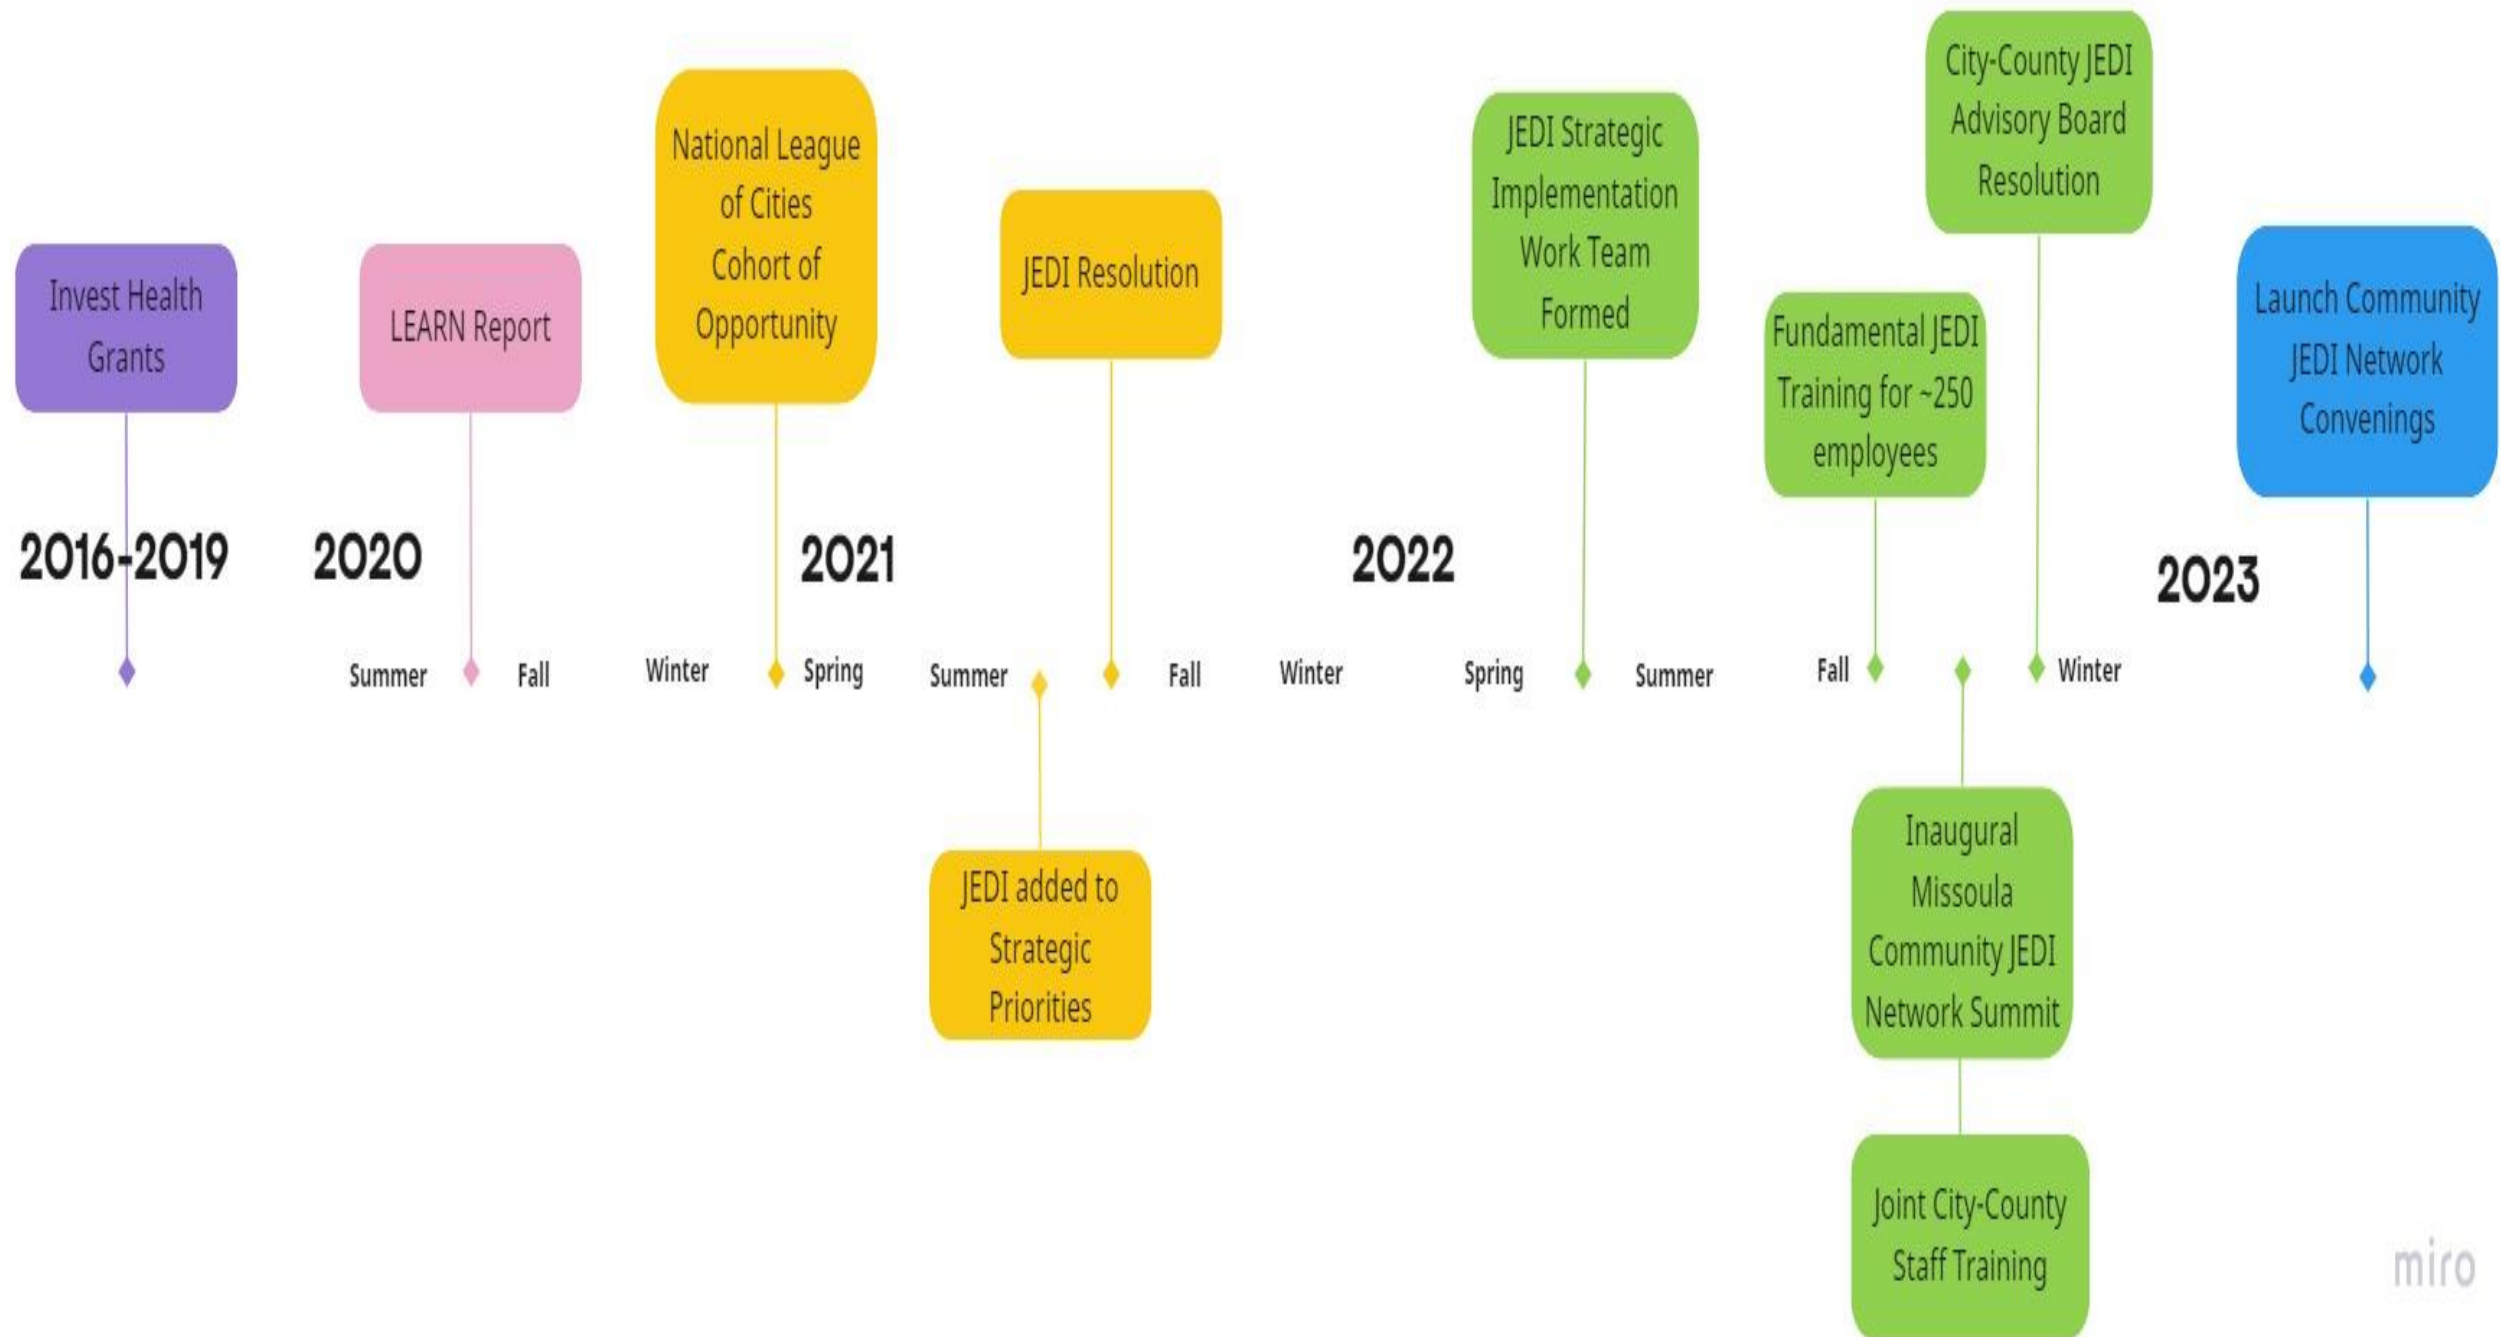 Invest Health
Grants
LEARN Report
National League
of Cities
Cohort of
Opportunity
JEDI Resolution
JEDI Strategic
Implementation
Work Team
Formed
Fundamental JEDI
Training for ~250
employees
City-County JEDI
Advisory Board
Resolution
Launch Community
JEDI Network
Convenings
2016-2019
2020
2021
2022
2023
Summer
Fall
Winter
Spring
Summer
Fall
Winter
Spring
Summer
Fall
Winter
JEDI added to
Strategic
Priorities
Inaugural
Missoula
Community JEDI
Network Summit
Joint City-County
Staff Training
miro